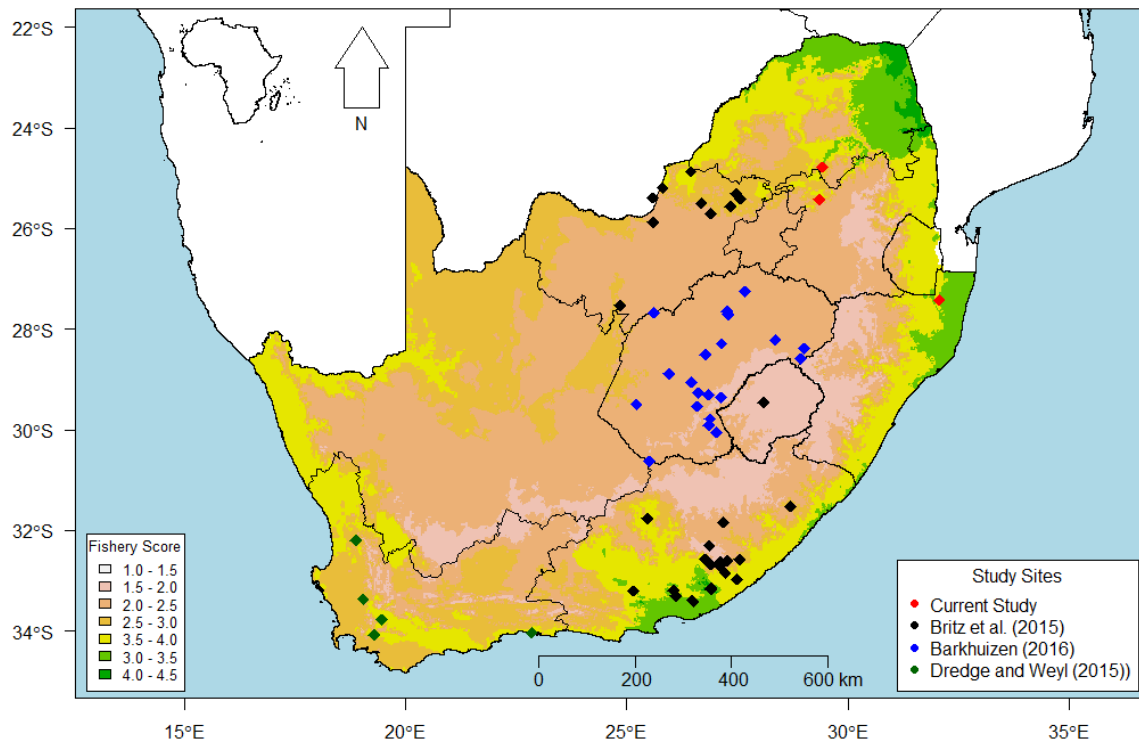 22°S
24°S
26°S
28°S
30°S
32°S
34°S
N
Fishery Score
1.0 - 1.5
1.5 - 2.0
2.0 - 2.5
2.5 - 3.0
3.5 - 4.0
3.0 - 3.5
4.0 - 4.5
0 200 400 600 km
Study Sites
Current Study
Britz et al. (2015)
Barkhuizen (2016)
Dredge and Weyl (2015))
15°E 20°E 25°E 30°E 35°E